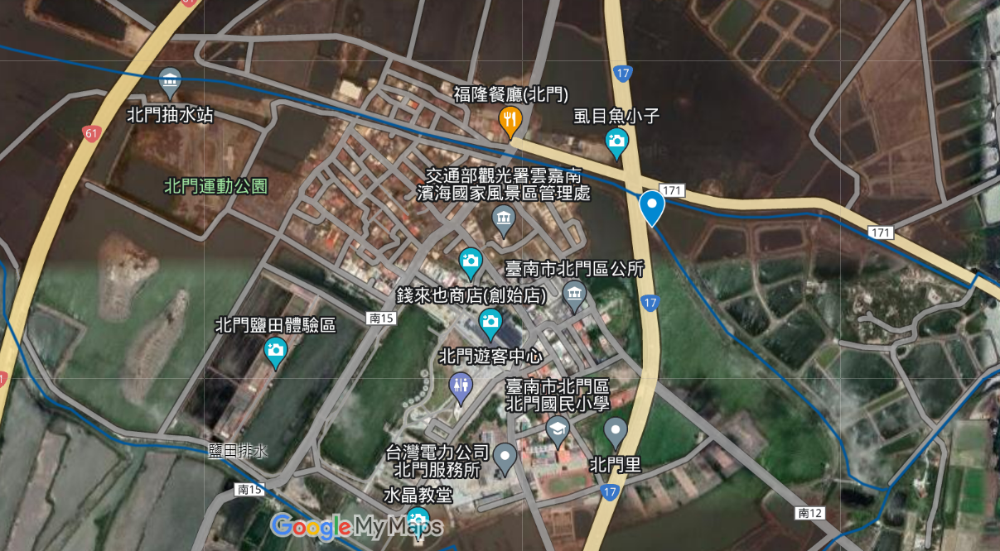 61
17
福隆餐廳(北門)
北門抽水站
虱目魚小子
61
北門運動公園
交通部觀光署雲嘉南
濱海國家風景區管理處
171
171
臺南市北門區公所
錢來也商店(創始店)
17
南15
北門鹽田體驗區
北門遊客中心
臺南市北門區
北門國民小學
鹽田排水
台灣電力公司
北門服務所
北門里
南15
水晶教堂
17
南12
Google My Maps